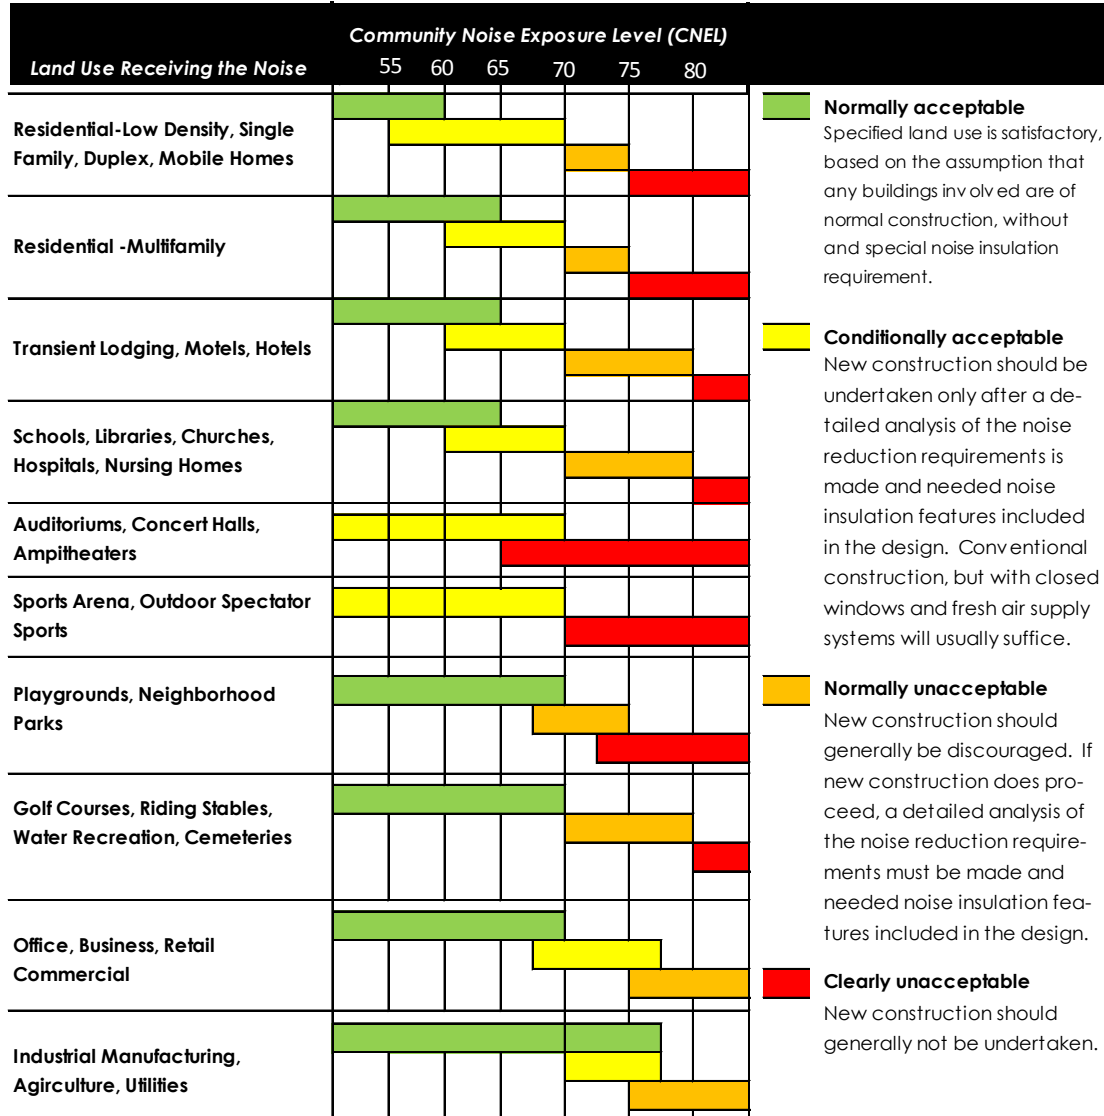 Community Noise Exposure Level (CNEL)
Land Use Receiving the Noise
55 60 65 70 75 80
Residential-Low Density, Single
Family, Duplex, Mobile Homes
Residential -Multifamily
Transient Lodging, Motels, Hotels
Schools, Libraries, Churches,
Hospitals, Nursing Homes
Auditoriums, Concert Halls,
Ampitheaters
Sports Arena, Outdoor Spectator
Sports
Playgrounds, Neighborhood
Parks
Golf Courses, Riding Stables,
Water Recreation, Cemeteries
Office, Business, Retail
Commercial
Industrial Manufacturing,
Agirculture, Utilities
Normally acceptable
Specified land use is satisfactory,
based on the assumption that
any buildings involved are of
normal construction, without
and special noise insulation
requirement.
Conditionally acceptable
New construction should be
undertaken only after a de-
tailed analysis of the noise
reduction requirements is
made and needed noise
insulation features included
in the design. Conventional
construction, but with closed
windows and fresh air supply
systems will usually suffice.
Normally unacceptable
New construction should
generally be discouraged. If
new construction does pro-
ceed, a detailed analysis of
the noise reduction require-
ments must be made and
needed noise insulation fea-
tures included in the design.
Clearly unacceptable
New construction should
generally not be undertaken.